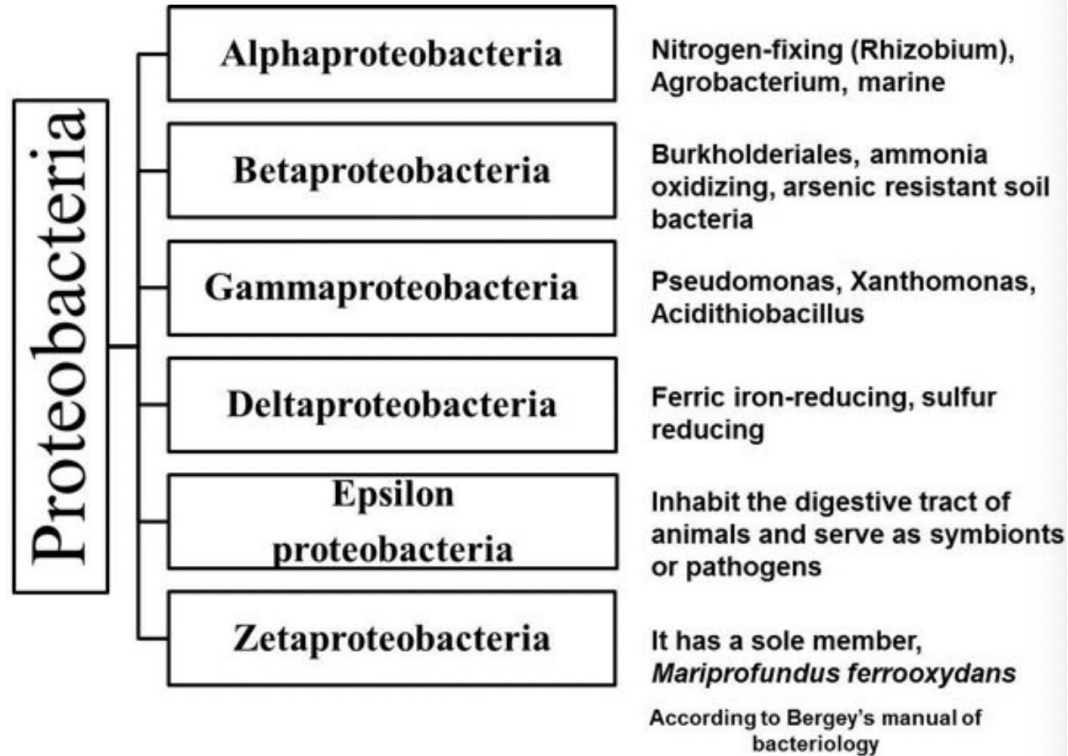 Proteobacteria
Alphaproteobacteria
Nitrogen-fixing (Rhizobium),
Agrobacterium, marine
Betaproteobacteria
Burkholderiales, ammonia
oxidizing, arsenic resistant soil
bacteria
Gammaproteobacteria
Pseudomonas, Xanthomonas,
Acidithiobacillus
Deltaproteobacteria
Ferric iron-reducing, sulfur
reducing
Epsilon
proteobacteria
Inhabit the digestive tract of
animals and serve as symbionts
or pathogens
Zetaproteobacteria
It has a sole member,
Mariprofundus ferrooxydans
According to Bergey's manual of
bacteriology